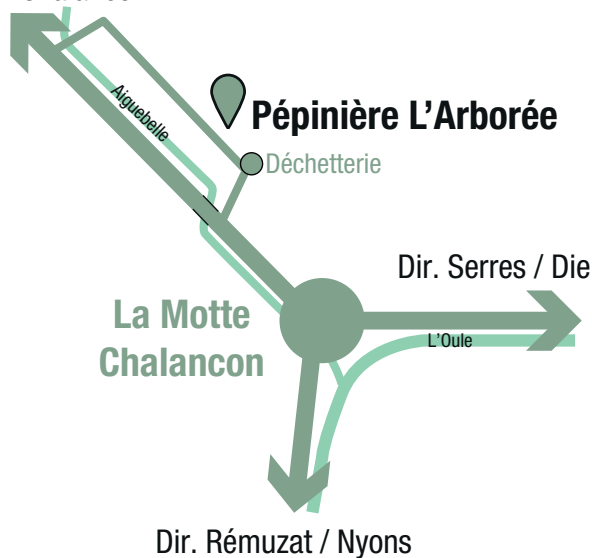 Aiguebelle
Pépinière L'Arborée
Déchetterie
Dir. Serres / Die
La Motte
Chalancon
L'Oule
Dir. Rémuzat / Nyons